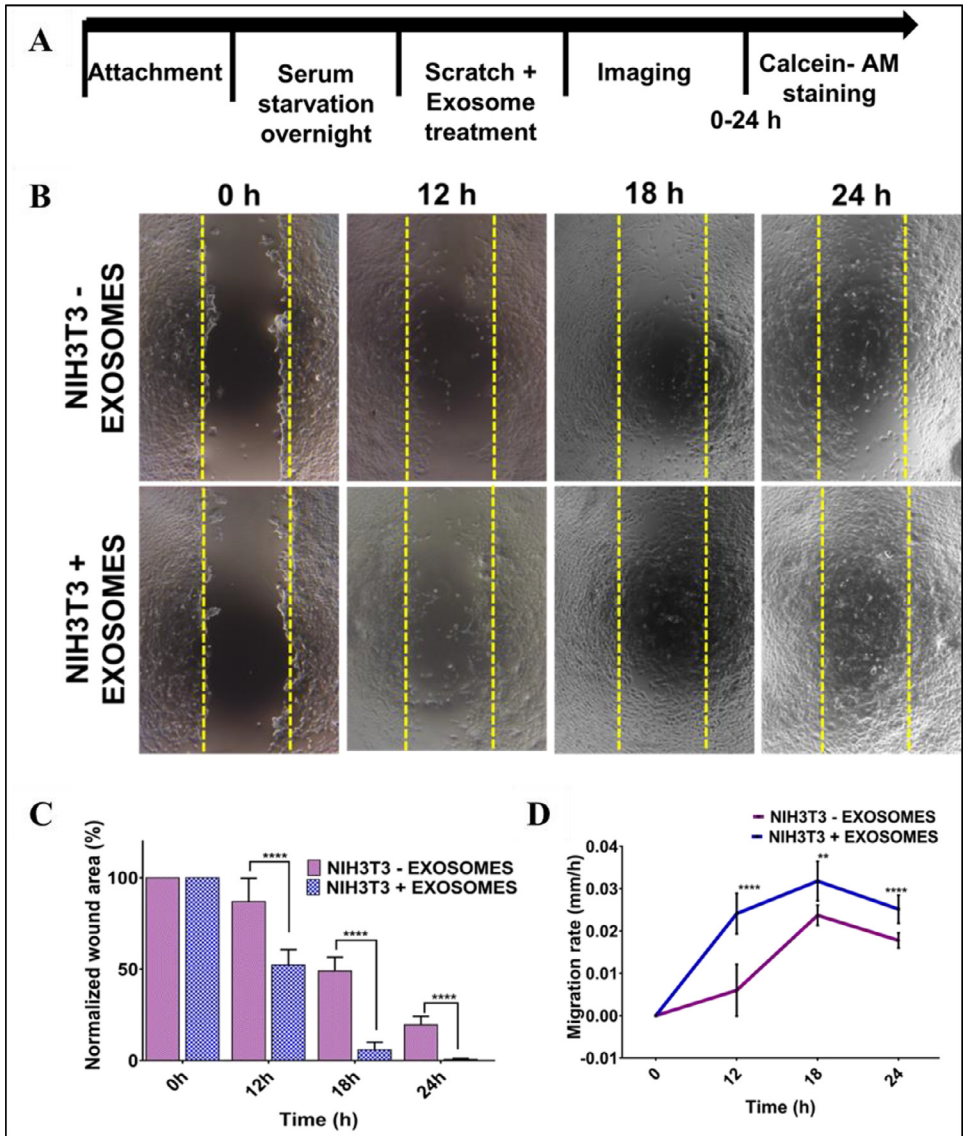 A
Attachment
Serum
starvation
overnight
Scratch +
Exosome
treatment
Imaging
0-24 h
Calcein- AM
staining
B
0 h
12 h
18 h
24 h
NIH3T3 -
EXOSOMES
NIH3T3 +
EXOSOMES
C
Normalized wound area (%)
100
50
0
****
****
****
NIH3T3 - EXOSOMES
NIH3T3 + EXOSOMES
0h
12h
18h
24h
Time (h)
D
NIH3T3 - EXOSOMES
NIH3T3 + EXOSOMES
Migration rate (mm/h)
0.04
0.03
0.02
0.01
0.00
-0.01
****
**
****
0
12
18
24
Time (h)